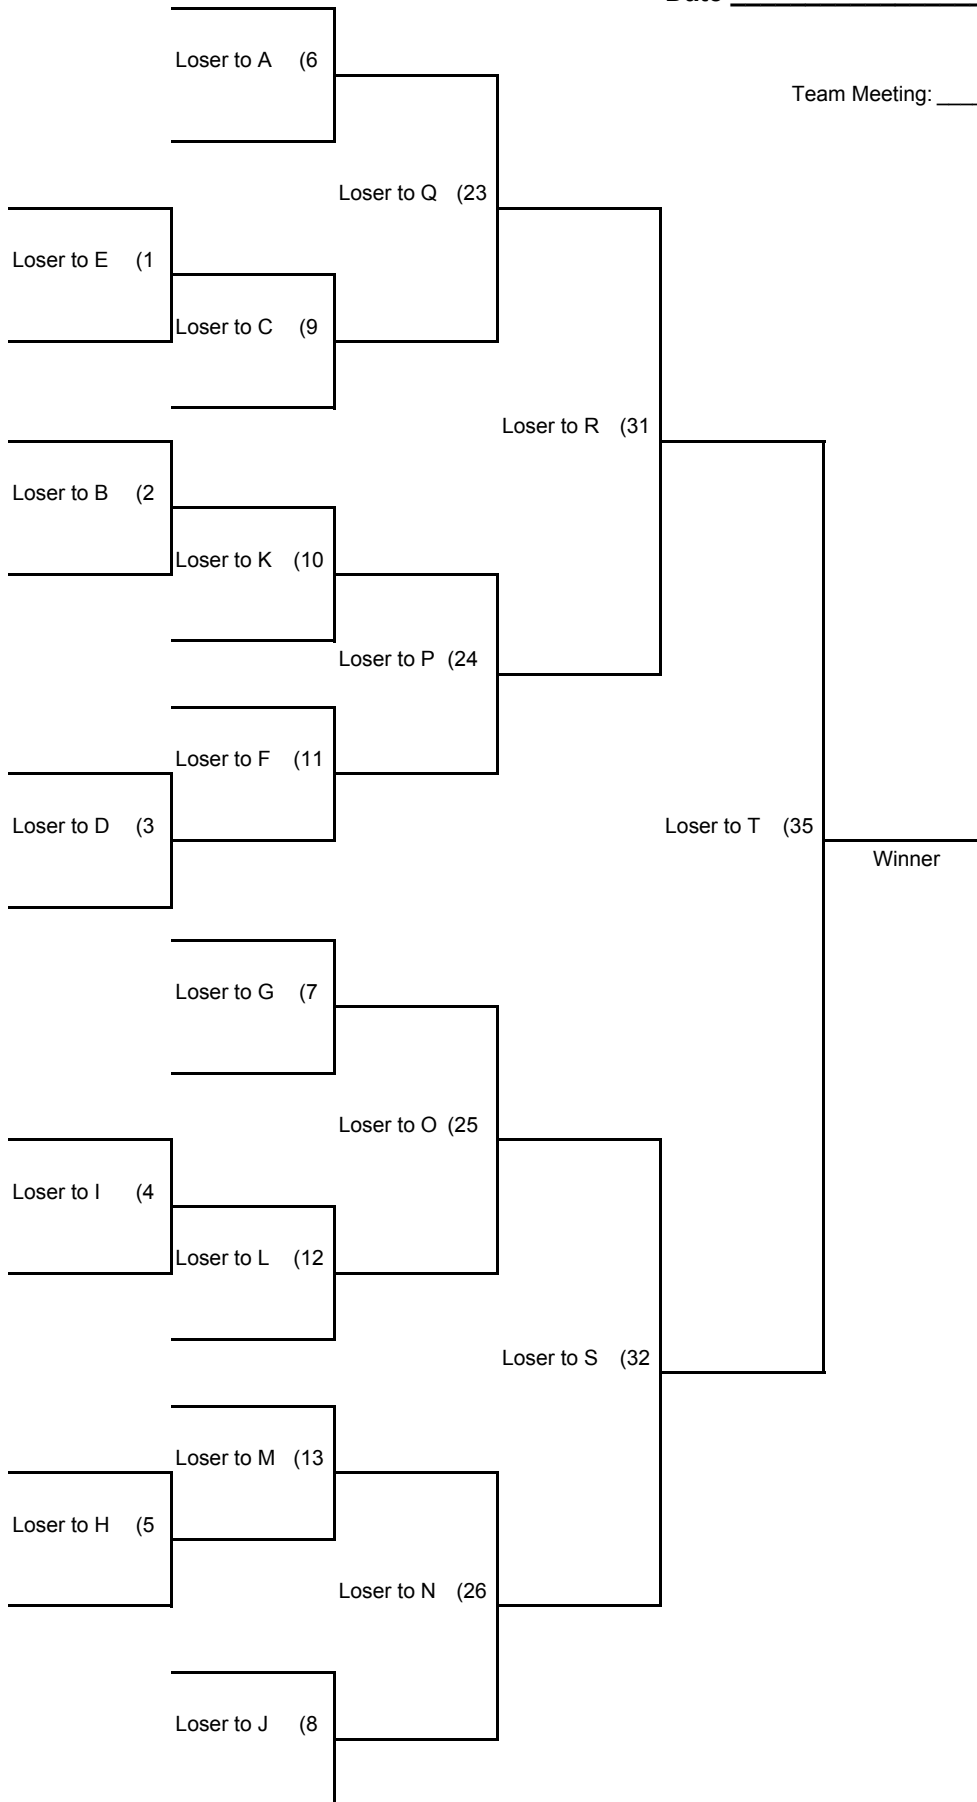 Loser to A (6
Team Meeting: ____
Loser to Q (23
Loser to E (1
Loser to C (9
Loser to R (31
Loser to B (2
Loser to K (10
Loser to P (24
Loser to F (11
Loser to D (3
Loser to T (35
Winner
Loser to G (7
Loser to O (25
Loser to I (4
Loser to L (12
Loser to S (32
Loser to M (13
Loser to H (5
Loser to N (26
Loser to J (8